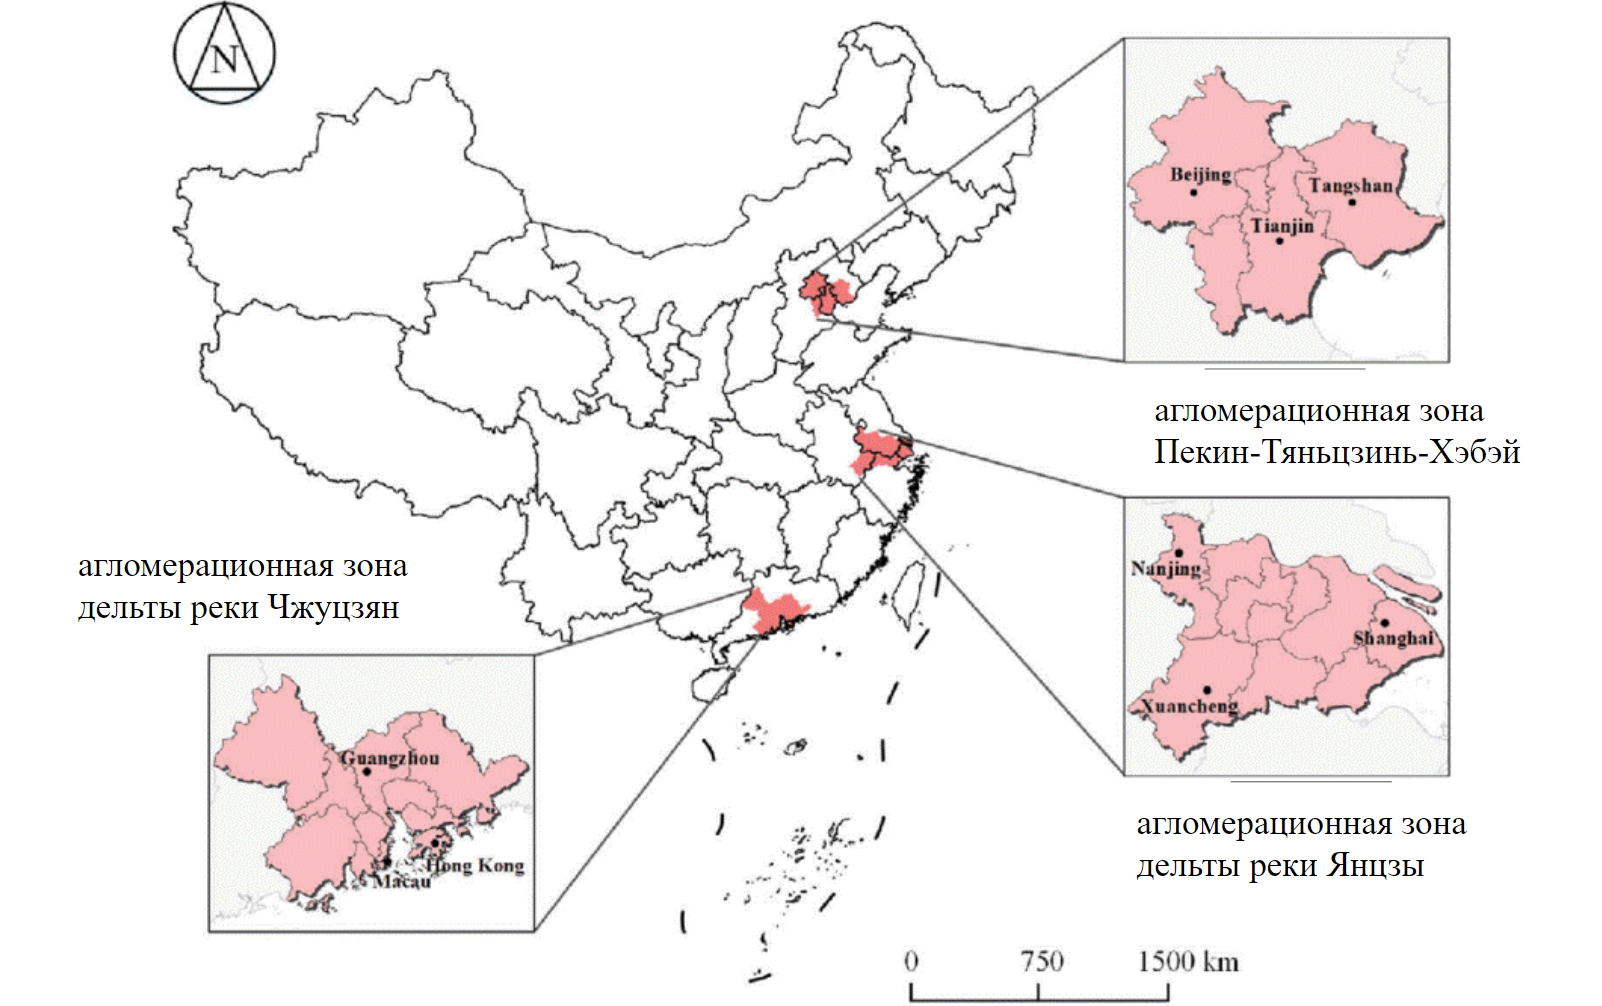 N
Beijing
Tangshan
Tianjin
агломерационная зона
Пекин-Тяньцзинь-Хэбэй
Nanjing
Shanghai
Xuancheng
агломерационная зона
дельты реки Янцзы
агломерационная зона
дельты реки Чжуцзян
Guangzhou
Hong Kong
Macau
0 750 1500 km